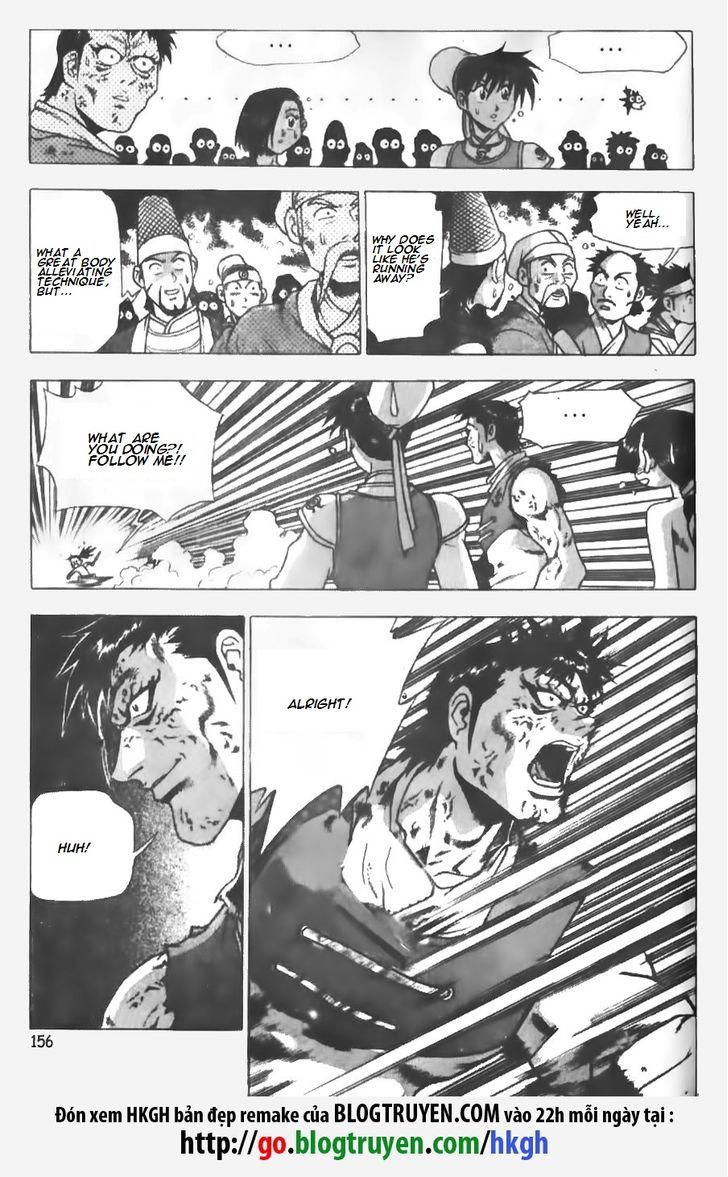 ...
...
WHAT A
GREAT BODY
ALLEVIATING
TECHNIQUE,
BUT...
WHY DOES
IT LOOK
LIKE HE'S
RUNNING
AWAY?
WELL,
YEAH...
WHAT ARE
YOU DOING?!
FOLLOW ME!!
...
HUH!
ALRIGHT!
156
Đón xem HKGH bản đẹp remake của BLOGTRUYEN.COM vào 22h mỗi ngày tại :
http://go.blogtruyen.com/hkgh